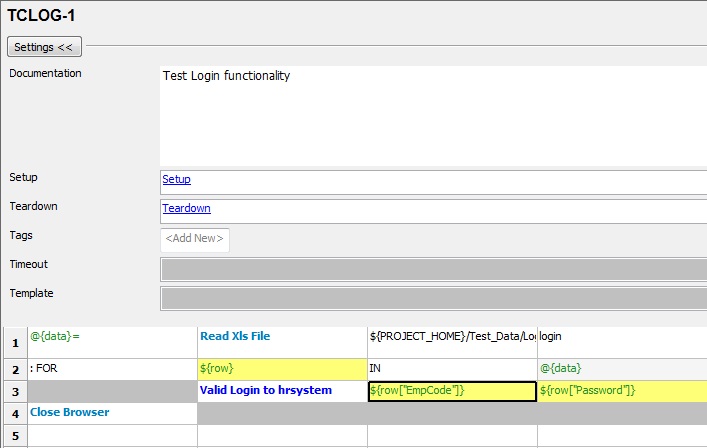 TCLOG-1
Settings <<
Documentation
Test Login functionality
Setup
Setup
Teardown
Teardown
Tags
<Add New>
Timeout
Template
1 @{data}= Read Xls File ${PROJECT_HOME}/Test_Data/Log login
2 : FOR ${row} IN @{data}
3 Valid Login to hrsystem ${row["EmpCode"]} ${row["Password"]}
4 Close Browser
5